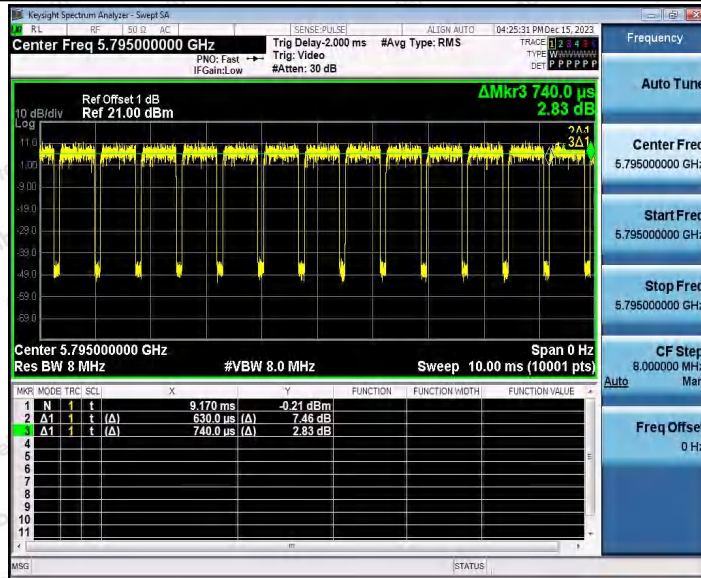 Keysight Spectrum Analyzer - Swept SA
RL RF 50 Ω AC SENSE:PULSE ALIGN AUTO 04:25:31 PM Dec 15, 2023
Center Freq 5.795000000 GHz
PNO: Fast
IFGain:Low
Trig Delay-2.000 ms
Trig: Video
#Atten: 30 dB
#Avg Type: RMS
TRACE 1 2 3 4 5 6
TYPE WWWWWW
DET P P P P P P
Frequency
Auto Tune
Center Freq
5.795000000 GHz
Start Freq
5.795000000 GHz
Stop Freq
5.795000000 GHz
CF Step
8.000000 MHz
Auto Man
Freq Offset
0 Hz
ΔMkr3 740.0 µs
2.83 dB
10 dB/div
Log
Ref Offset 1 dB
Ref 21.00 dBm
2Δ1
3Δ1
11.0
1.00
-9.00
-19.0
-29.0
-39.0
-49.0
-59.0
-69.0
Center 5.795000000 GHz
Res BW 8 MHz
#VBW 8.0 MHz
Span 0 Hz
Sweep 10.00 ms (10001 pts)
MKR MODE TRC SCL X Y FUNCTION FUNCTION WIDTH FUNCTION VALUE
1 N 1 t 9.170 ms -0.21 dBm
2 Δ1 1 t (Δ) 630.0 µs (Δ) 7.46 dB
3 Δ1 1 t (Δ) 740.0 µs (Δ) 2.83 dB
4
5
6
7
8
9
10
11
MSG STATUS